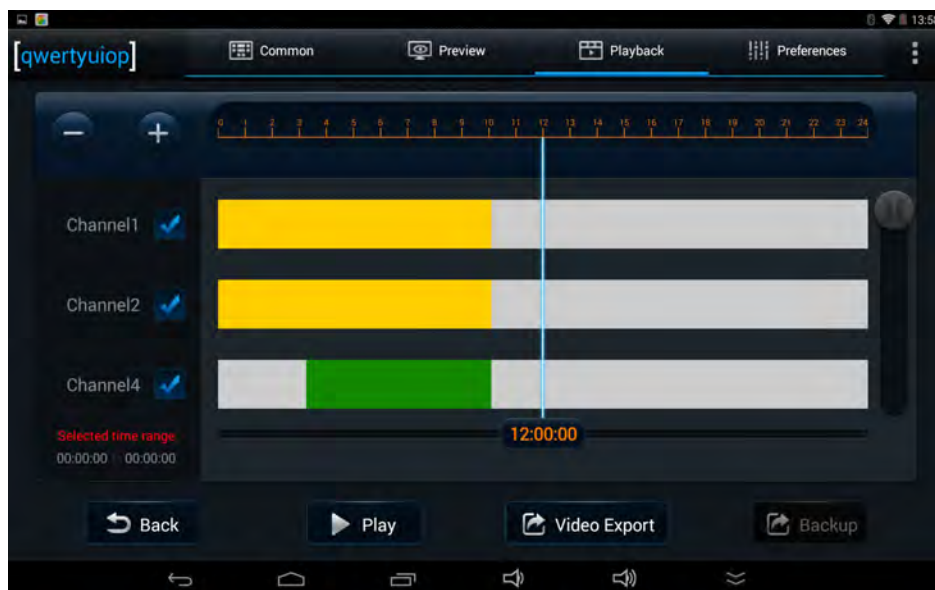 13:58
[qwertyuiop] Common Preview Playback Preferences
0 1 2 3 4 5 6 7 8 9 10 11 12 13 14 15 16 17 18 19 20 21 22 23 24
Channel1
Channel2
Channel4
Selected time range
12:00:00
00:00:00 00:00:00
Back Play Video Export Backup